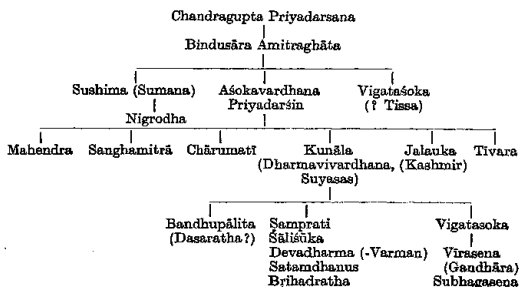 Chandragupta Priyadarsana
Bindusāra Amitraghāta
Sushima (Sumana) Aśokavardhana Vigataśoka
Priyadarśin (? Tissa)
Nigrodha
Mahendra Sanghamitrā Chārumatī Kunāla Jalauka Tīvara
(Dharmavivardhana, (Kashmir)
Suyasas)
Bandhupālita Samprati Vigatasoka
(Dasaratha?) Śāliśūka
Devadharma (-Varman) Vīrasena
Satamdhanus (Gandhāra)
Brihadratha Subhagasena